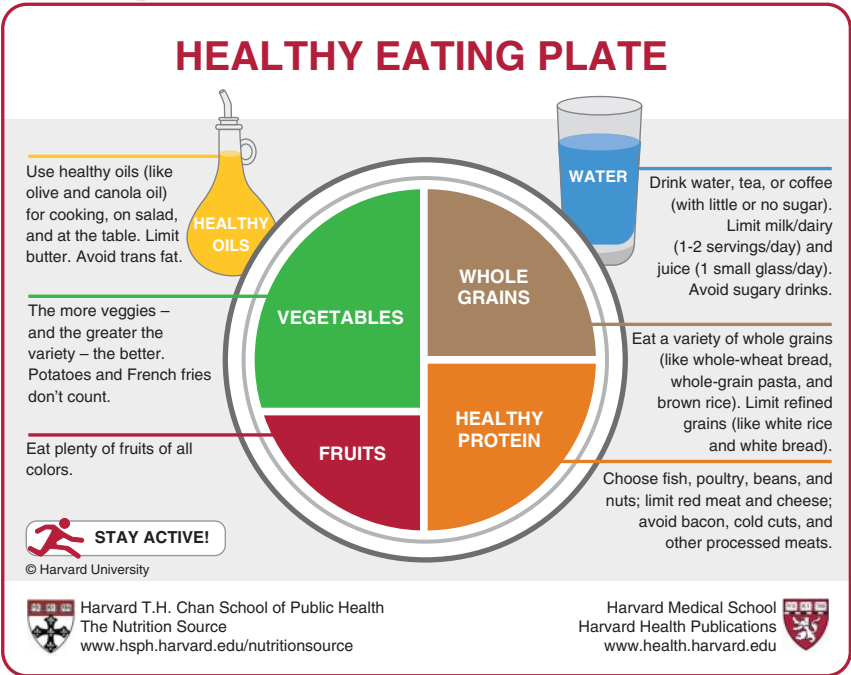 HEALTHY EATING PLATE
Use healthy oils (like
olive and canola oil)
for cooking, on salad,
and at the table. Limit
butter. Avoid trans fat.
HEALTHY
OILS
WATER
Drink water, tea, or coffee
(with little or no sugar).
Limit milk/dairy
(1-2 servings/day) and
juice (1 small glass/day).
Avoid sugary drinks.
The more veggies –
and the greater the
variety – the better.
Potatoes and French fries
don’t count.
VEGETABLES
WHOLE
GRAINS
Eat a variety of whole grains
(like whole-wheat bread,
whole-grain pasta, and
brown rice). Limit refined
grains (like white rice
and white bread).
Eat plenty of fruits of all
colors.
FRUITS
HEALTHY
PROTEIN
Choose fish, poultry, beans, and
nuts; limit red meat and cheese;
avoid bacon, cold cuts, and
other processed meats.
STAY ACTIVE!
© Harvard University
Harvard T.H. Chan School of Public Health
The Nutrition Source
www.hsph.harvard.edu/nutritionsource
Harvard Medical School
Harvard Health Publications
www.health.harvard.edu